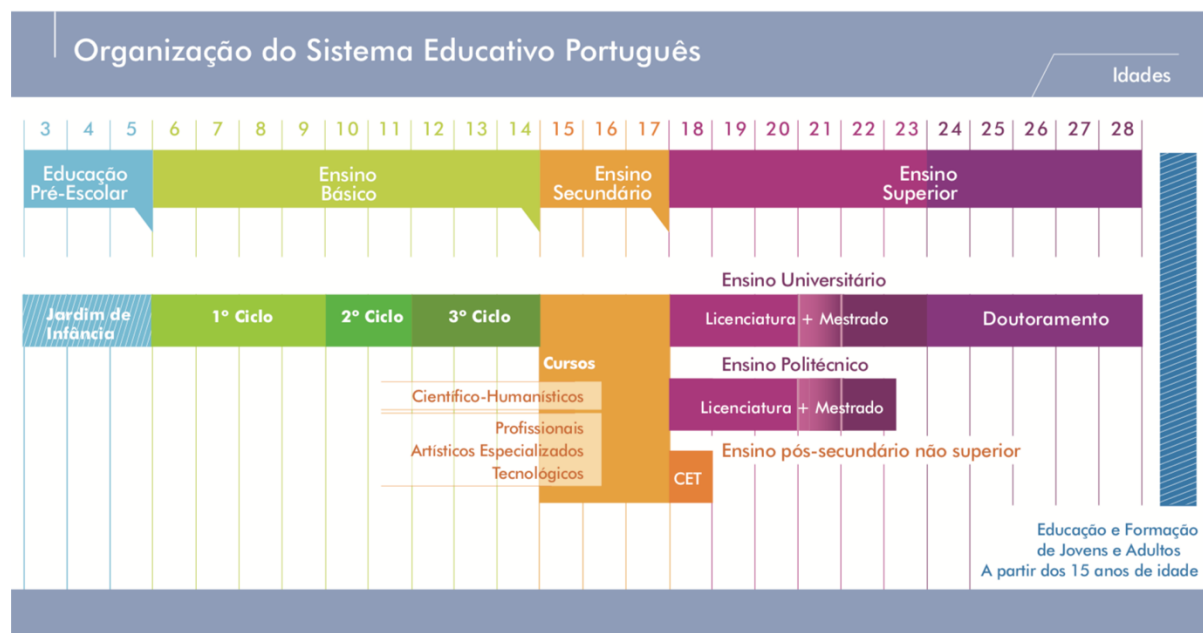 Organização do Sistema Educativo Português
Idades
3 4 5 6 7 8 9 10 11 12 13 14 15 16 17 18 19 20 21 22 23 24 25 26 27 28
Educação
Pré-Escolar
Ensino
Básico
Ensino
Secundário
Ensino
Superior
Ensino Universitário
Jardim de
Infância
1º Ciclo
2º Ciclo
3º Ciclo
Licenciatura + Mestrado
Doutoramento
Cursos
Ensino Politécnico
Científico-Humanísticos
Licenciatura + Mestrado
Profissionais
Artísticos Especializados
Tecnológicos
Ensino pós-secundário não superior
CET
Educação e Formação
de Jovens e Adultos
A partir dos 15 anos de idade